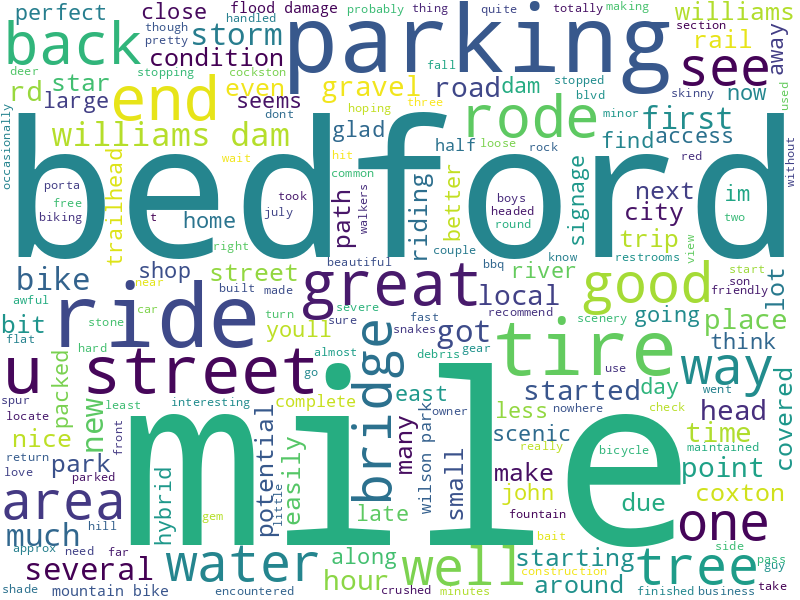 perfect
close
flood damage
handled
probably
thing
quite
totally
making
williams
section
though
pretty
back
storm
parking
rail
away
condition
see
deer
stopping
cockston
fall
stopped
blvd
skinny
rd
star
end
even
gravel
road
dam
now
used
large
seems
dont
hoping
three
rode
minor
first
occasionally
williams dam
glad
half
loose
rock
find
access
without
bedford
trailhead
wait
hit
common
red
porta
free
biking
t
home
took
july
path
walkers
riding
better
boys
headed
round
signage
next
im
city
two
right
beautiful
couple
know
restrooms
trip
view
bike
shop
near
built
made
bbq
river
start
son
friendly
lot
awful
ride
street
car
severe
great
local
good
bit
stone
turn
sure
fast
snakes
recommend
going
place
flat
hard
youll
almost
debris
got
tire
scenery
think
u street
go
gear
use
way
spur
packed
interesting
bridge
east
owner
started
day
went
covered
locate
new
least
complete
many
less
nowhere
check
head
nice
front
mile
wilson park
scenic
really
bicycle
maintained
time
return
love
park
parked
hybrid
potential
little
easily
small
make
point
area
hill
gem
late
john
fountain
due
coxton
one
much
along
bait
starting
side
approx
need
far
water
hour
well
construction
tree
pass
guy
several
shade
mountain bike
encountered
crushed
minutes
around
finished
business
take